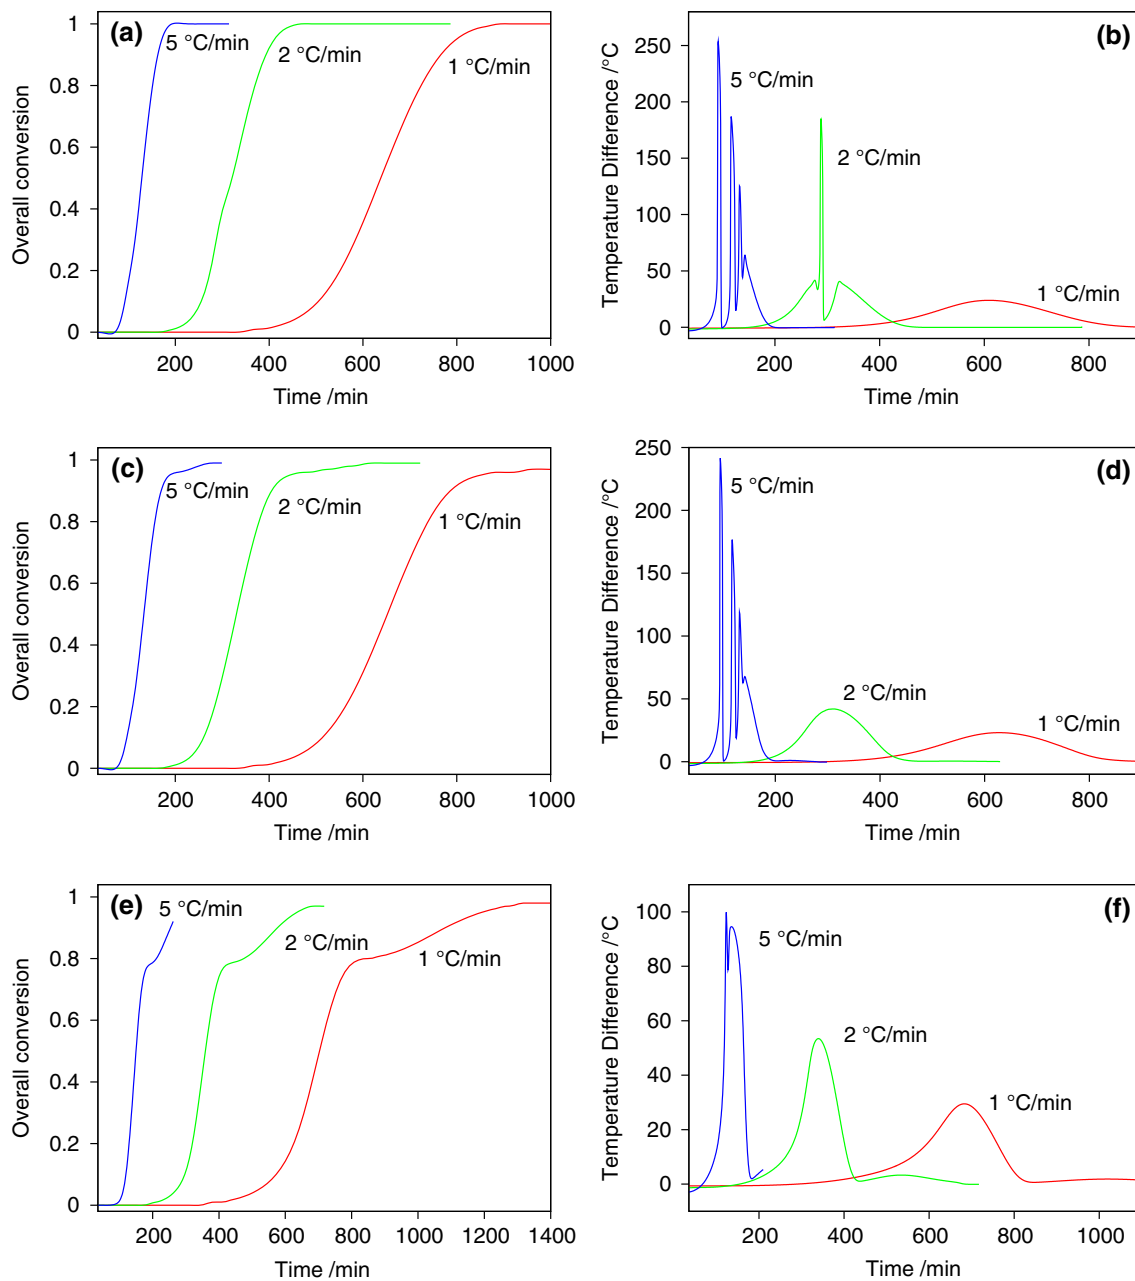 (a)
Overall conversion
1
0.8
0.6
0.4
0.2
0
5 °C/min
2 °C/min
1 °C/min
200 400 600 800 1000
Time /min
(b)
Temperature Difference /°C
250
200
150
100
50
0
5 °C/min
2 °C/min
1 °C/min
200 400 600 800
Time /min
(c)
Overall conversion
1
0.8
0.6
0.4
0.2
0
5 °C/min
2 °C/min
1 °C/min
200 400 600 800 1000
Time /min
(d)
Temperature Difference /°C
250
200
150
100
50
0
5 °C/min
2 °C/min
1 °C/min
200 400 600 800
Time /min
(e)
Overall conversion
1
0.8
0.6
0.4
0.2
0
5 °C/min
2 °C/min
1 °C/min
200 400 600 800 1000 1200 1400
Time /min
(f)
Temperature Difference /°C
100
80
60
40
20
0
5 °C/min
2 °C/min
1 °C/min
200 400 600 800 1000
Time /min